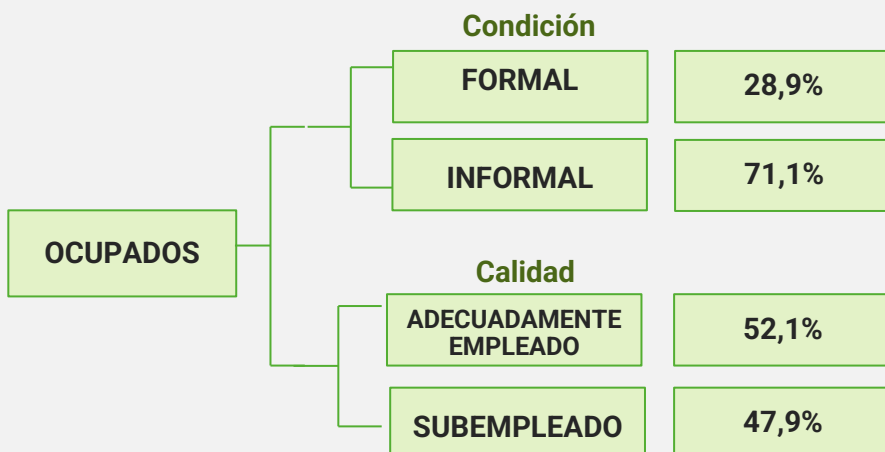 Condición
FORMAL
28,9%
INFORMAL
71,1%
OCUPADOS
Calidad
ADECUADAMENTE
EMPLEADO
52,1%
SUBEMPLEADO
47,9%